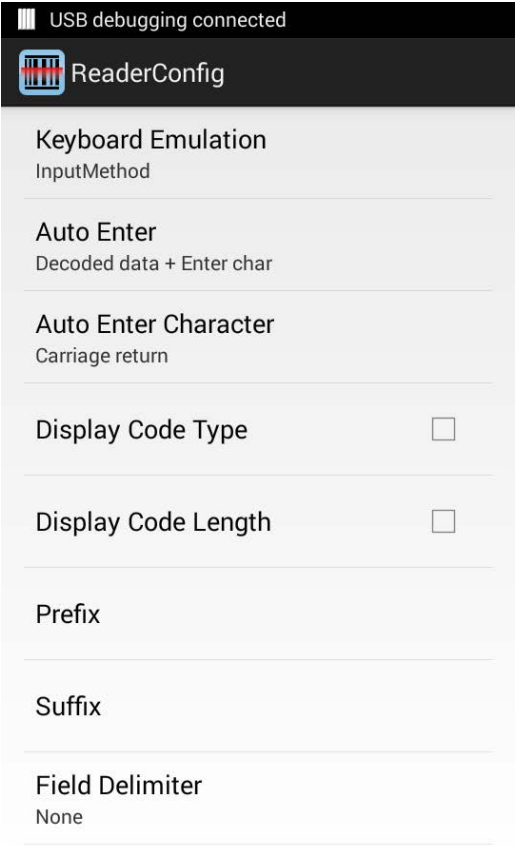 USB debugging connected
ReaderConfig
Keyboard Emulation
InputMethod
Auto Enter
Decoded data + Enter char
Auto Enter Character
Carriage return
Display Code Type
Display Code Length
Prefix
Suffix
Field Delimiter
None